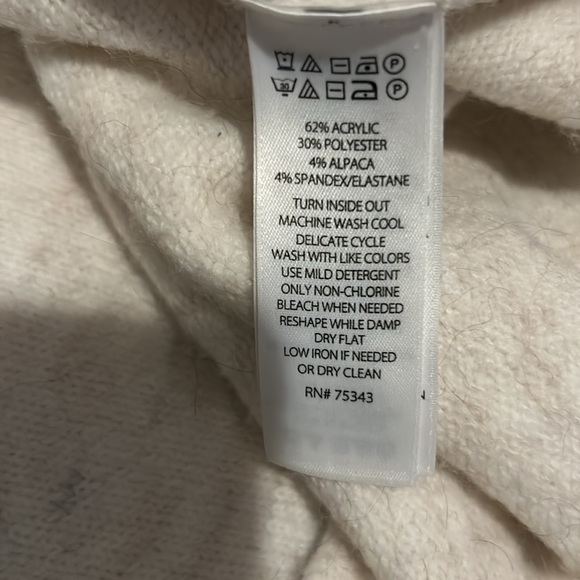 30
62% ACRYLIC
30% POLYESTER
4% ALPACA
4% SPANDEX/ELASTANE
TURN INSIDE OUT
MACHINE WASH COOL
DELICATE CYCLE
WASH WITH LIKE COLORS
USE MILD DETERGENT
ONLY NON-CHLORINE
BLEACH WHEN NEEDED
RESHAPE WHILE DAMP
DRY FLAT
LOW IRON IF NEEDED
OR DRY CLEAN
RN# 75343